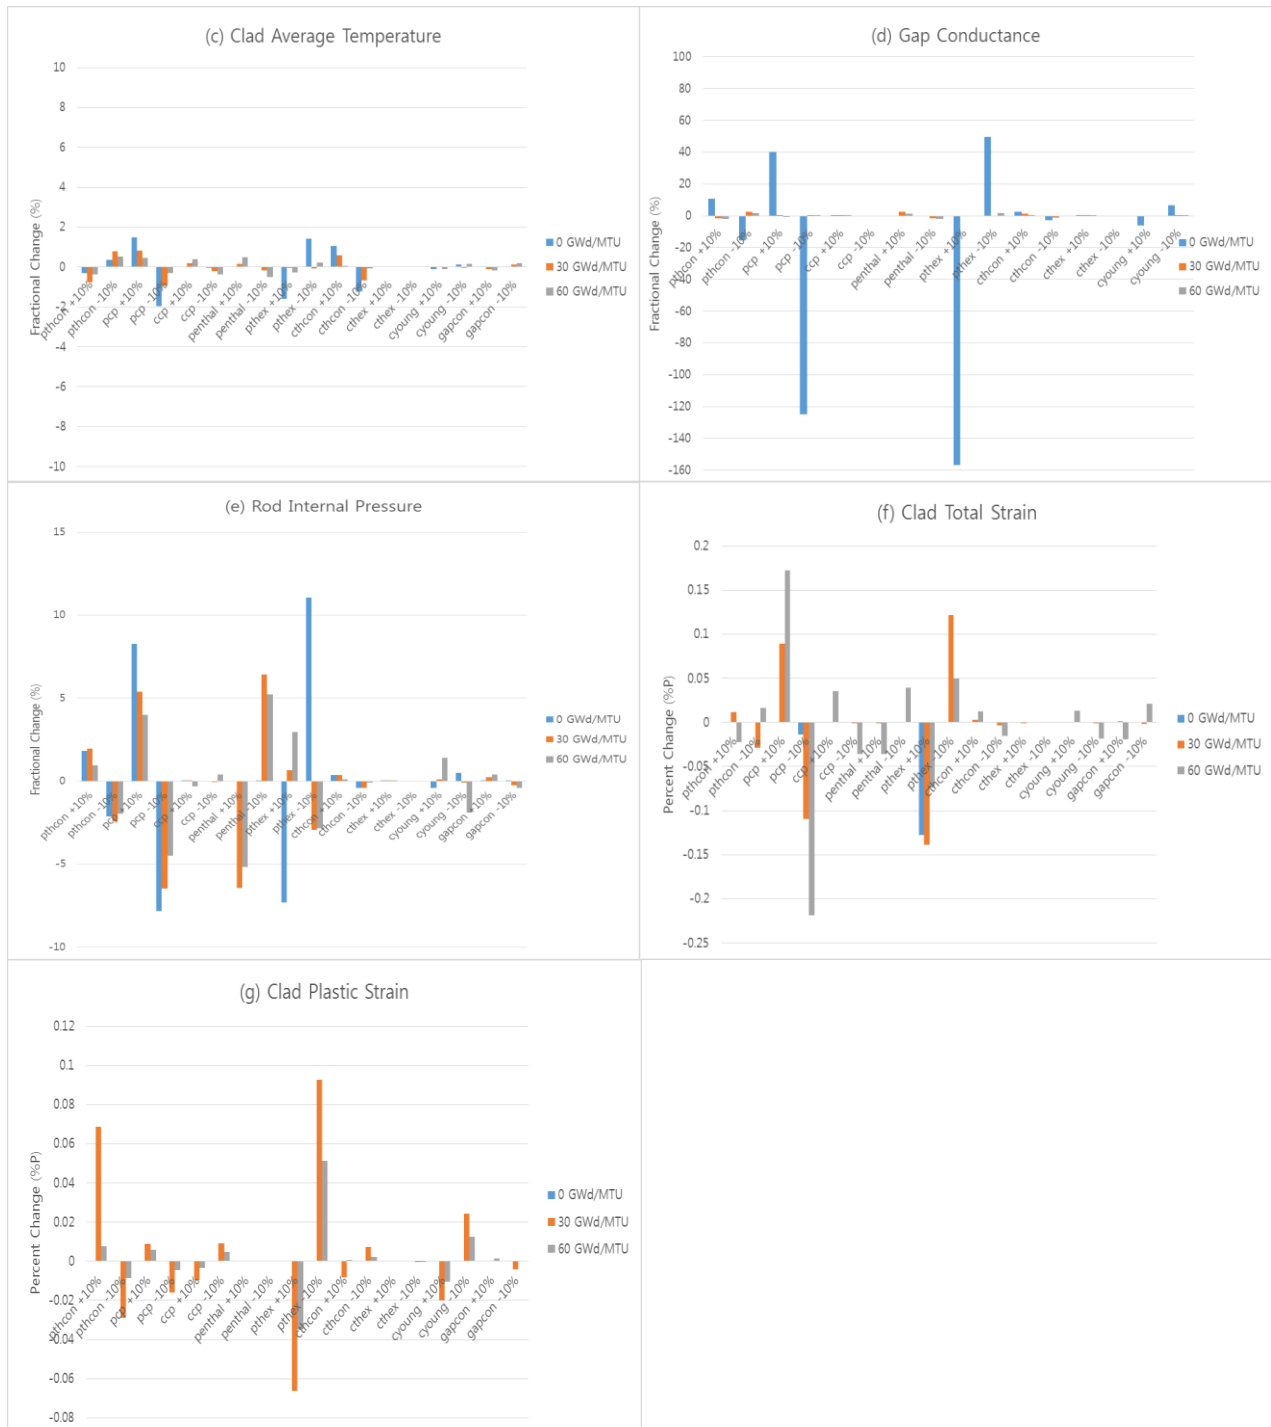 (c) Clad Average Temperature
10
8
6
4
2
0
-2
-4
-6
-8
-10
Fractional Change (%)
pthcon +10%
pthcon -10%
pcp +10%
pcp -10%
ccp +10%
ccp -10%
penthal +10%
penthal -10%
pthex +10%
pthex -10%
cthcon +10%
cthcon -10%
cthex +10%
cthex -10%
cyoung +10%
cyoung -10%
gapcon +10%
gapcon -10%
0 GWd/MTU
30 GWd/MTU
60 GWd/MTU
(d) Gap Conductance
100
80
60
40
20
0
-20
-40
-60
-80
-100
-120
-140
-160
Fractional Change (%)
pthcon +10%
pthcon -10%
pcp +10%
pcp -10%
ccp +10%
ccp -10%
penthal +10%
penthal -10%
pthex +10%
pthex -10%
cthcon +10%
cthcon -10%
cthex +10%
cthex -10%
cyoung +10%
cyoung -10%
0 GWd/MTU
30 GWd/MTU
60 GWd/MTU
(e) Rod Internal Pressure
15
10
5
0
-5
-10
Fractional Change (%)
pthcon +10%
pthcon -10%
pcp +10%
pcp -10%
ccp +10%
ccp -10%
penthal +10%
penthal -10%
pthex +10%
pthex -10%
cthcon +10%
cthcon -10%
cthex +10%
cthex -10%
cyoung +10%
cyoung -10%
gapcon +10%
gapcon -10%
0 GWd/MTU
30 GWd/MTU
60 GWd/MTU
(f) Clad Total Strain
0.2
0.15
0.1
0.05
0
-0.05
-0.1
-0.15
-0.2
-0.25
Percent Change (%P)
pthcon +10%
pthcon -10%
pcp +10%
pcp -10%
ccp +10%
ccp -10%
penthal +10%
penthal -10%
pthex +10%
pthex -10%
cthcon +10%
cthcon -10%
cthex +10%
cthex -10%
cyoung +10%
cyoung -10%
gapcon +10%
gapcon -10%
0 GWd/MTU
30 GWd/MTU
60 GWd/MTU
(g) Clad Plastic Strain
0.12
0.1
0.08
0.06
0.04
0.02
0
-0.02
-0.04
-0.06
-0.08
Percent Change (%P)
pthcon +10%
pthcon -10%
pcp +10%
pcp -10%
ccp +10%
ccp -10%
penthal +10%
penthal -10%
pthex +10%
pthex -10%
cthcon +10%
cthcon -10%
cthex +10%
cthex -10%
cyoung +10%
cyoung -10%
gapcon +10%
gapcon -10%
0 GWd/MTU
30 GWd/MTU
60 GWd/MTU